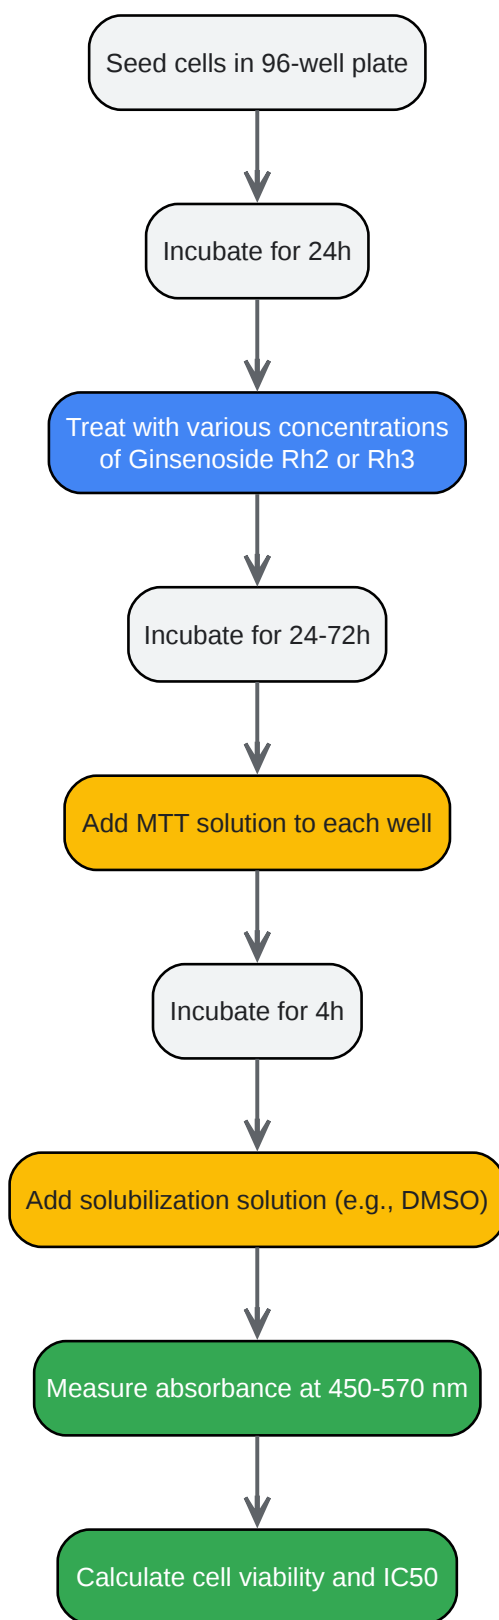 Seed cells in 96-well plate
Incubate for 24h
Treat with various concentrations
of Ginsenoside Rh2 or Rh3
Incubate for 24-72h
Add MTT solution to each well
Incubate for 4h
Add solubilization solution (e.g., DMSO)
Measure absorbance at 450-570 nm
Calculate cell viability and IC50